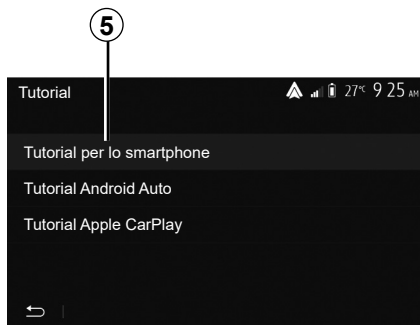 5
Tutorial 27°C 9 25 AM
Tutorial per lo smartphone
Tutorial Android Auto
Tutorial Apple CarPlay